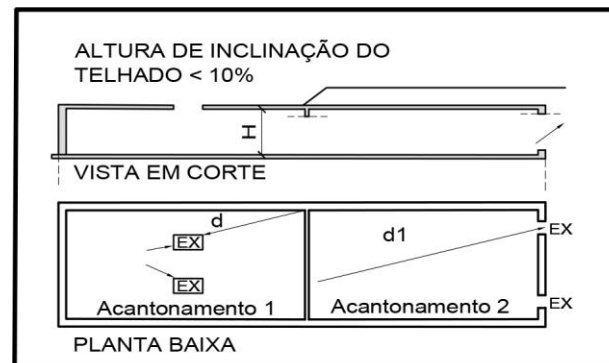 ALTURA DE INCLINAÇÃO DO
TELHADO < 10%
H
VISTA EM CORTE
d
EX
EX
Acantonamento 1
d1
EX
EX
Acantonamento 2
PLANTA BAIXA